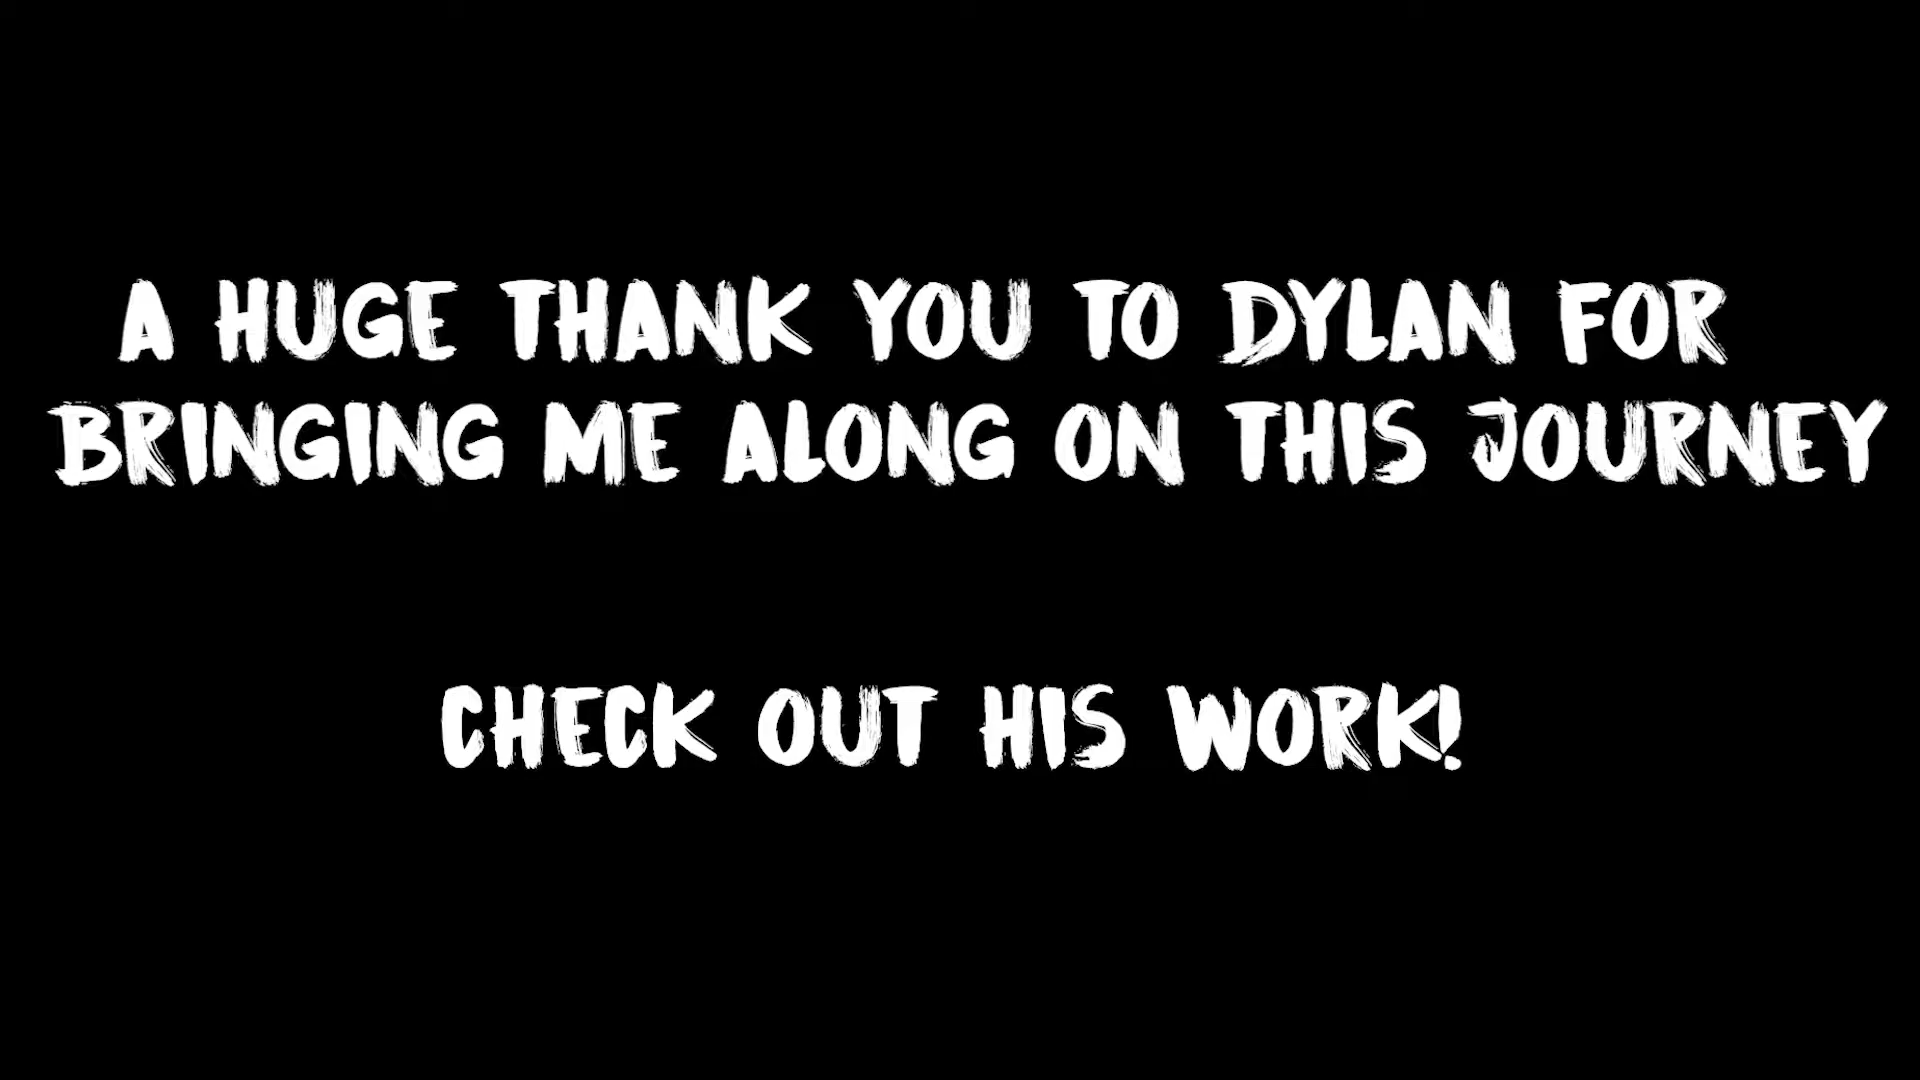 A HUGE THANK YOU TO DYLAN FOR
BRINGING ME ALONG ON THIS JOURNEY
CHECK OUT HIS WORK!